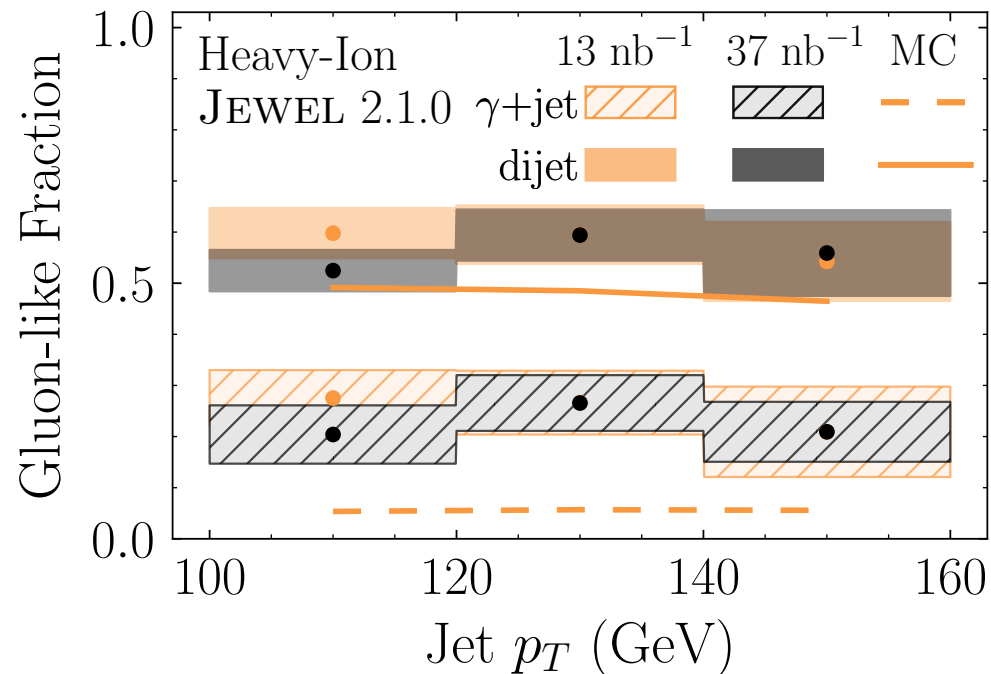 Heavy-Ion
JEWEL 2.1.0
13 nb⁻¹ 37 nb⁻¹ MC
γ+jet
dijet
Gluon-like Fraction
1.0
0.5
0.0
100 120 140 160
Jet p_T (GeV)